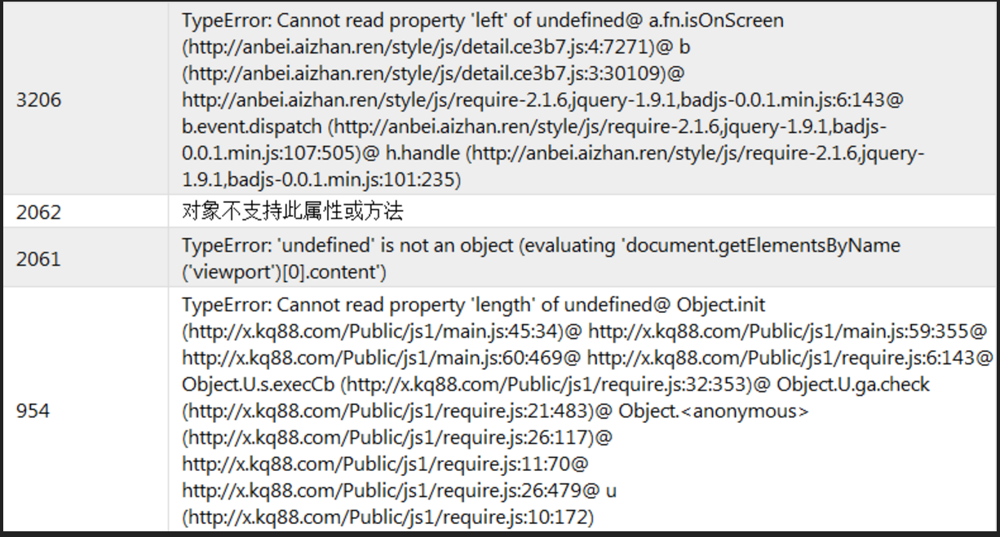 TypeError: Cannot read property 'left' of undefined@ a.fn.isOnScreen
(http://anbei.aizhan.ren/style/js/detail.ce3b7.js:4:7271)@ b
(http://anbei.aizhan.ren/style/js/detail.ce3b7.js:3:30109)@
3206
http://anbei.aizhan.ren/style/js/require-2.1.6,jquery-1.9.1,badjs-0.0.1.min.js:6:143@
b.event.dispatch (http://anbei.aizhan.ren/style/js/require-2.1.6,jquery-1.9.1,badjs-
0.0.1.min.js:107:505)@ h.handle (http://anbei.aizhan.ren/style/js/require-2.1.6,jquery-
1.9.1,badjs-0.0.1.min.js:101:235)
2062
对象不支持此属性或方法
2061
TypeError: 'undefined' is not an object (evaluating 'document.getElementsByName
('viewport')[0].content')
TypeError: Cannot read property 'length' of undefined@ Object.init
(http://x.kq88.com/Public/js1/main.js:45:34)@ http://x.kq88.com/Public/js1/main.js:59:355@
http://x.kq88.com/Public/js1/main.js:60:469@ http://x.kq88.com/Public/js1/require.js:6:143@
Object.U.s.execCb (http://x.kq88.com/Public/js1/require.js:32:353)@ Object.U.ga.check
954
(http://x.kq88.com/Public/js1/require.js:21:483)@ Object.<anonymous>
(http://x.kq88.com/Public/js1/require.js:26:117)@
http://x.kq88.com/Public/js1/require.js:11:70@
http://x.kq88.com/Public/js1/require.js:26:479@ u
(http://x.kq88.com/Public/js1/require.js:10:172)